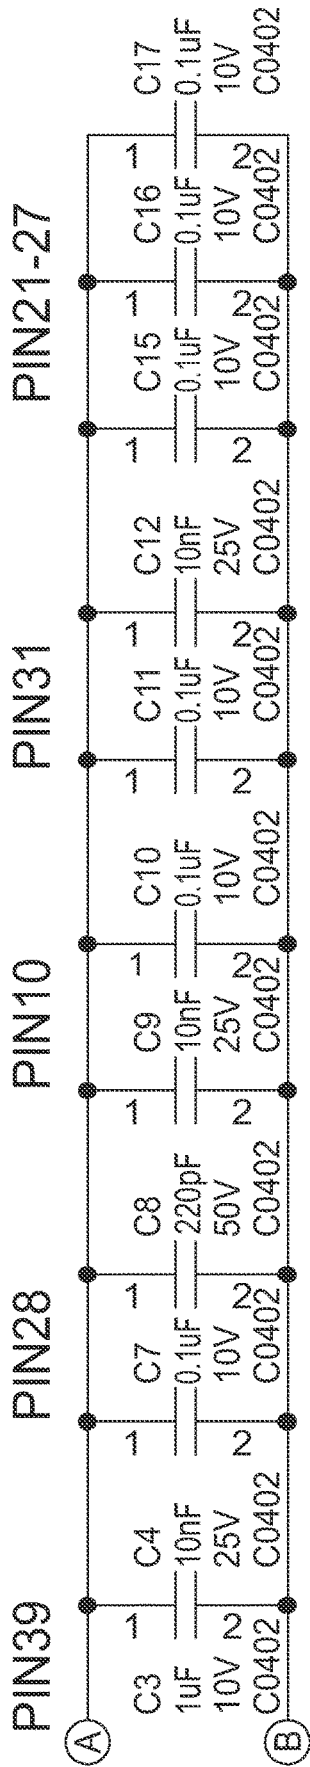 PIN39 PIN28 PIN10 PIN31 PIN21-27
A
1 1 1 1 1 1 1 1 1 1
C3 C4 C7 C8 C9 C10 C11 C12 C15 C16 C17
1uF 10nF 0.1uF 220pF 10nF 0.1uF 0.1uF 10nF 0.1uF 0.1uF 0.1uF
10V 25V 10V 50V 25V 10V 10V 25V 10V 10V 10V
2 2 2 2 2 2 2 2 2 2
C0402 C0402 C0402 C0402 C0402 C0402 C0402 C0402 C0402 C0402 C0402
B